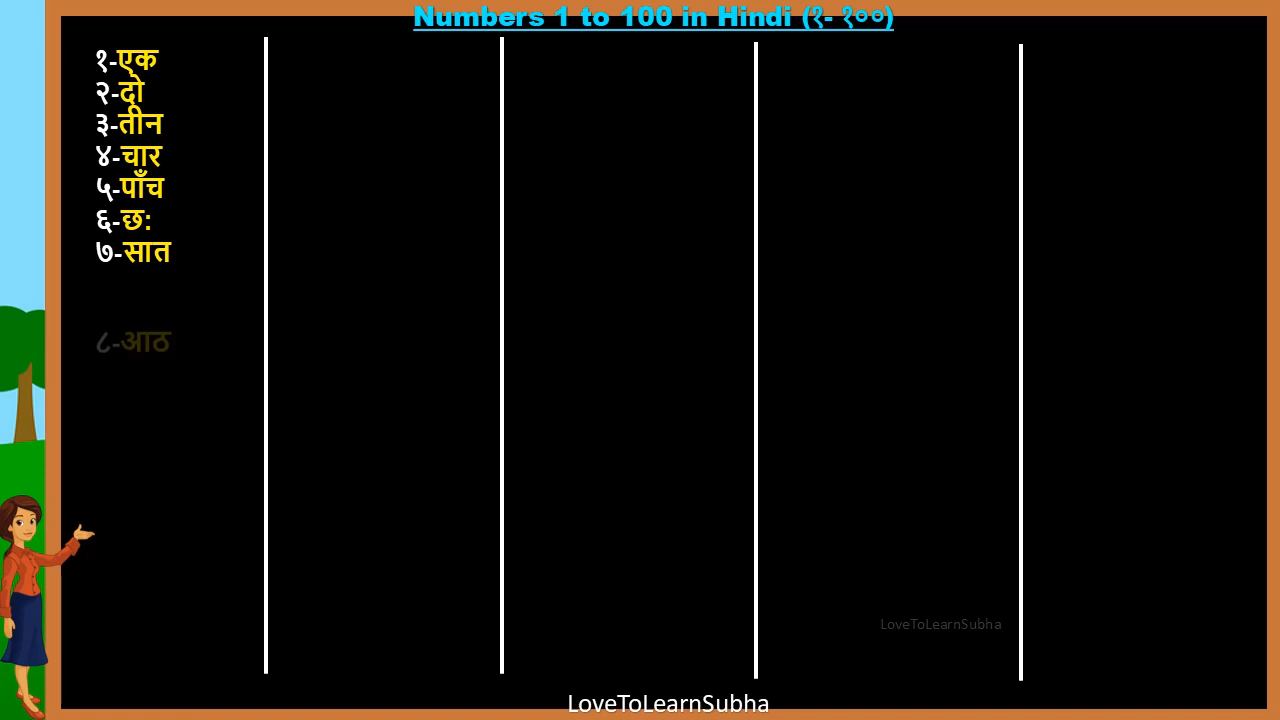 Numbers 1 to 100 in Hindi (१- १००)
१-एक
२-दो
३-तीन
४-चार
५-पाँच
६-छ:
७-सात
८-आठ
LoveToLearnSubha
LoveToLearnSubha